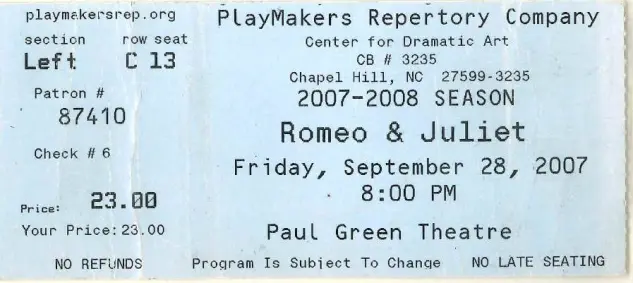 playmakersrep.org
section row seat
Left C 13
Patron #
87410
Check # 6
Price: 23.00
Your Price: 23.00
NO REFUNDS
PlayMakers Repertory Company
Center for Dramatic Art
CB # 3235
Chapel Hill, NC 27599-3235
2007-2008 SEASON
Romeo & Juliet
Friday, September 28, 2007
8:00 PM
Paul Green Theatre
Program Is Subject To Change NO LATE SEATING